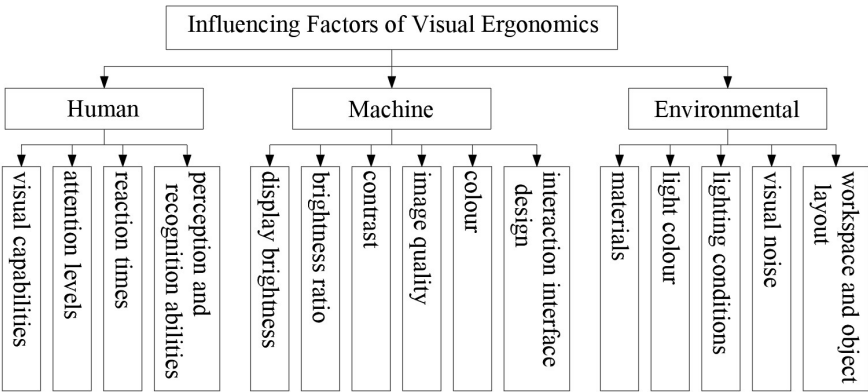 Influencing Factors of Visual Ergonomics
Human
Machine
Environmental
visual capabilities
attention levels
reaction times
perception and
recognition abilities
display brightness
brightness ratio
contrast
image quality
colour
interaction interface
design
materials
light colour
lighting conditions
visual noise
workspace and object
layout